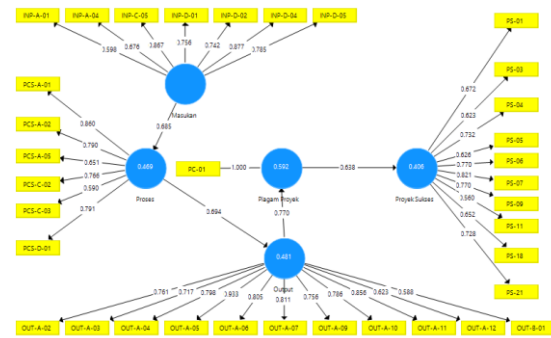 INP-A-01 INP-A-04 INP-C-05 INP-D-01 INP-D-02 INP-D-04 INP-D-05
PS-01
0.598 0.676 0.867 0.756 0.742 0.877 0.785
PS-03
PCS-A-01
Masukan
0.672
PS-04
0.623
0.860
0.685
0.732
PCS-A-02
0.790
PS-05
0.626
PCS-A-05
0.651
0.469
PC-01
1.000
0.592
0.638
0.406
0.770
PS-06
0.821
PS-07
PCS-C-02
0.766
Proses
Piagam Proyek
Proyek Sukses
0.770
PS-09
0.590
0.560
PCS-C-03
0.770
0.652
PS-11
0.791
0.694
0.728
PCS-D-01
PS-18
0.481
PS-21
Output
0.761 0.717 0.798 0.933 0.805 0.811 0.756 0.786 0.856 0.623 0.588
OUT-A-02 OUT-A-03 OUT-A-04 OUT-A-05 OUT-A-06 OUT-A-07 OUT-A-09 OUT-A-10 OUT-A-11 OUT-A-12 OUT-B-01